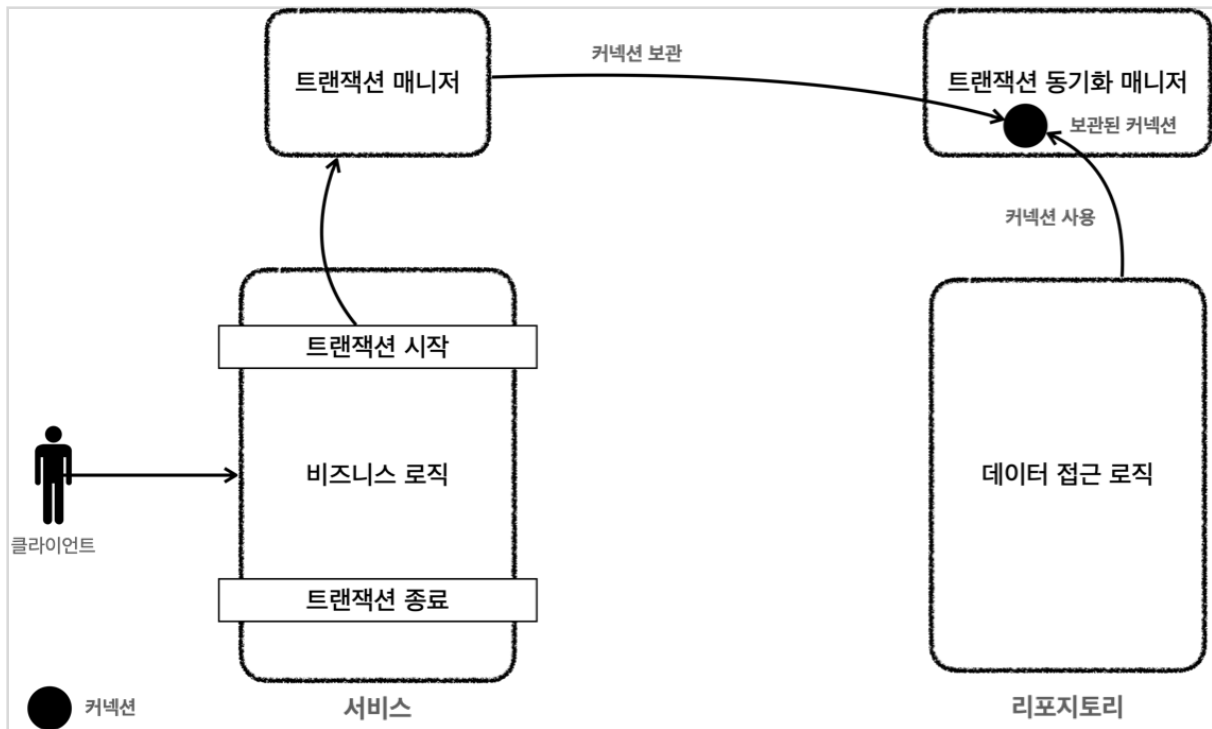 커넥션 보관
트랜잭션 매니저
트랜잭션 동기화 매니저
보관된 커넥션
커넥션 사용
트랜잭션 시작
비즈니스 로직
데이터 접근 로직
클라이언트
트랜잭션 종료
커넥션
서비스
리포지토리